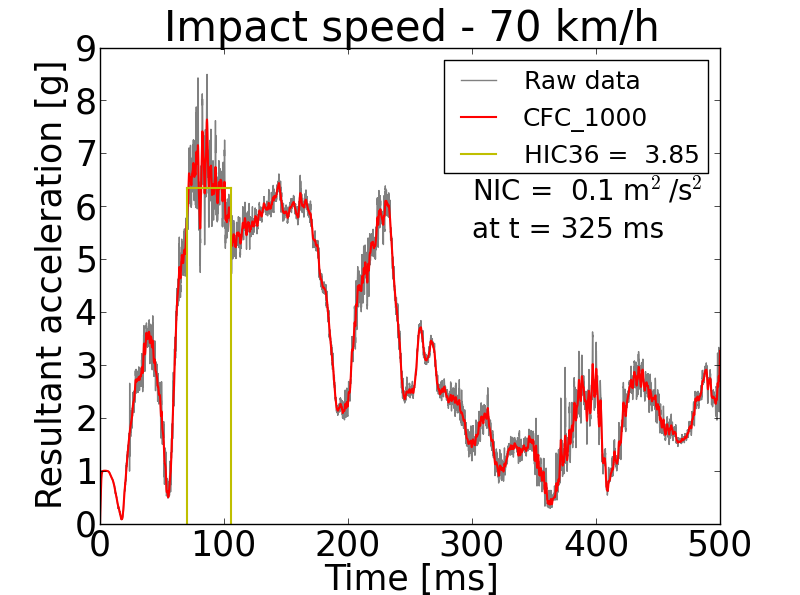 Impact speed - 70 km/h
Resultant acceleration [g]
9
8
7
6
5
4
3
2
1
0
Raw data
CFC_1000
HIC36 =  3.85
NIC =  0.1 m² /s²
at t = 325 ms
0 100 200 300 400 500
Time [ms]